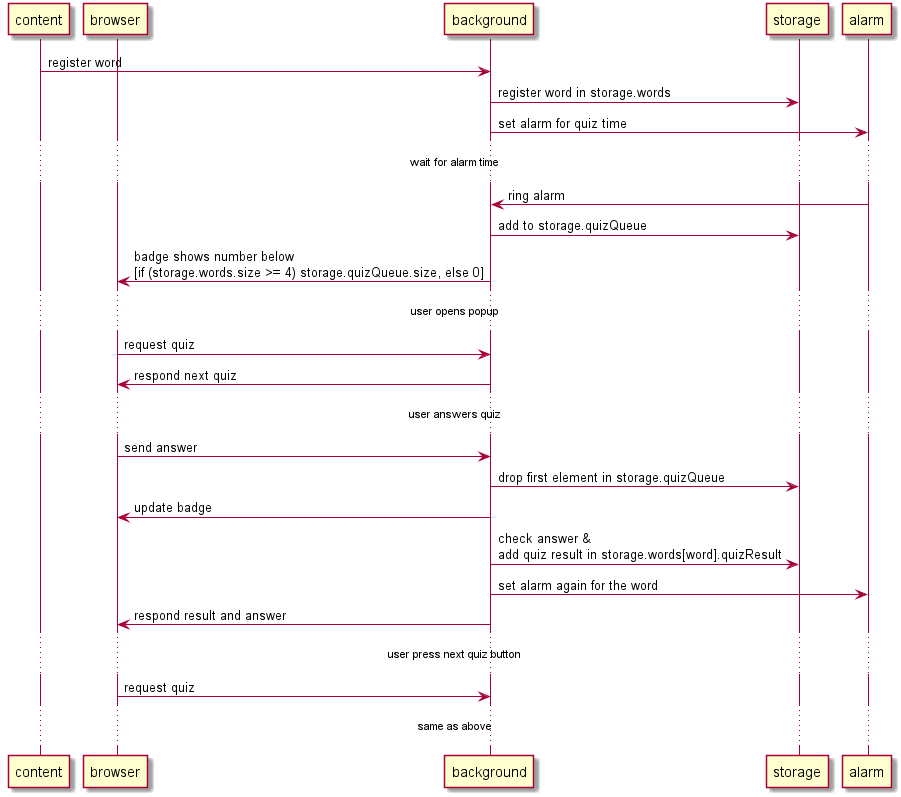 content browser background storage alarm
register word
register word in storage.words
set alarm for quiz time
wait for alarm time
ring alarm
add to storage.quizQueue
badge shows number below
[if (storage.words.size >= 4) storage.quizQueue.size, else 0]
user opens popup
request quiz
respond next quiz
user answers quiz
send answer
drop first element in storage.quizQueue
update badge
check answer &
add quiz result in storage.words[word].quizResult
set alarm again for the word
respond result and answer
user press next quiz button
request quiz
same as above
content browser background storage alarm